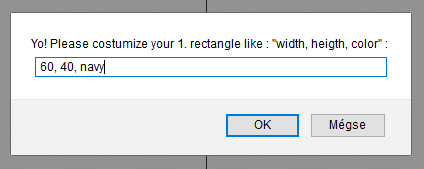 Yo! Please costumize your 1. rectangle like : "width, heigth, color" :
60, 40, navy
OK Mégse